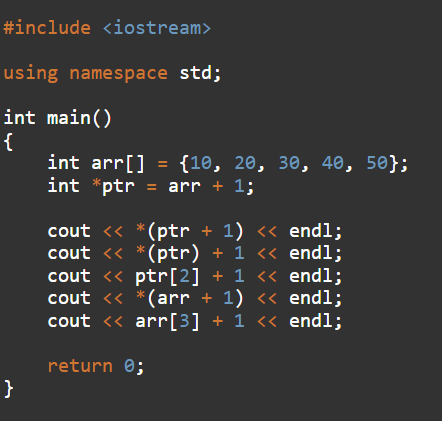 #include <iostream>
using namespace std;
int main()
{
    int arr[] = {10, 20, 30, 40, 50};
    int *ptr = arr + 1;
    cout << *(ptr + 1) << endl;
    cout << *(ptr) + 1 << endl;
    cout << ptr[2] + 1 << endl;
    cout << *(arr + 1) << endl;
    cout << arr[3] + 1 << endl;
    return 0;
}